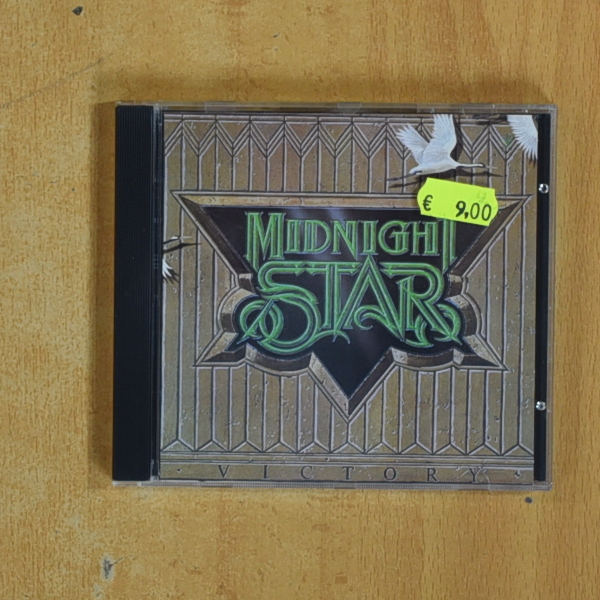 € 9,00
MIDNIGHT
STAR
VICTORY